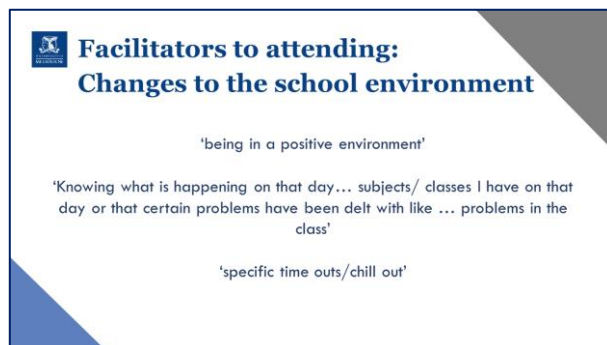 Facilitators to attending:
Changes to the school environment
MELBOURNE
‘being in a positive environment’
‘Knowing what is happening on that day… subjects/ classes I have on that
day or that certain problems have been delt with like … problems in the
class’
‘specific time outs/chill out’